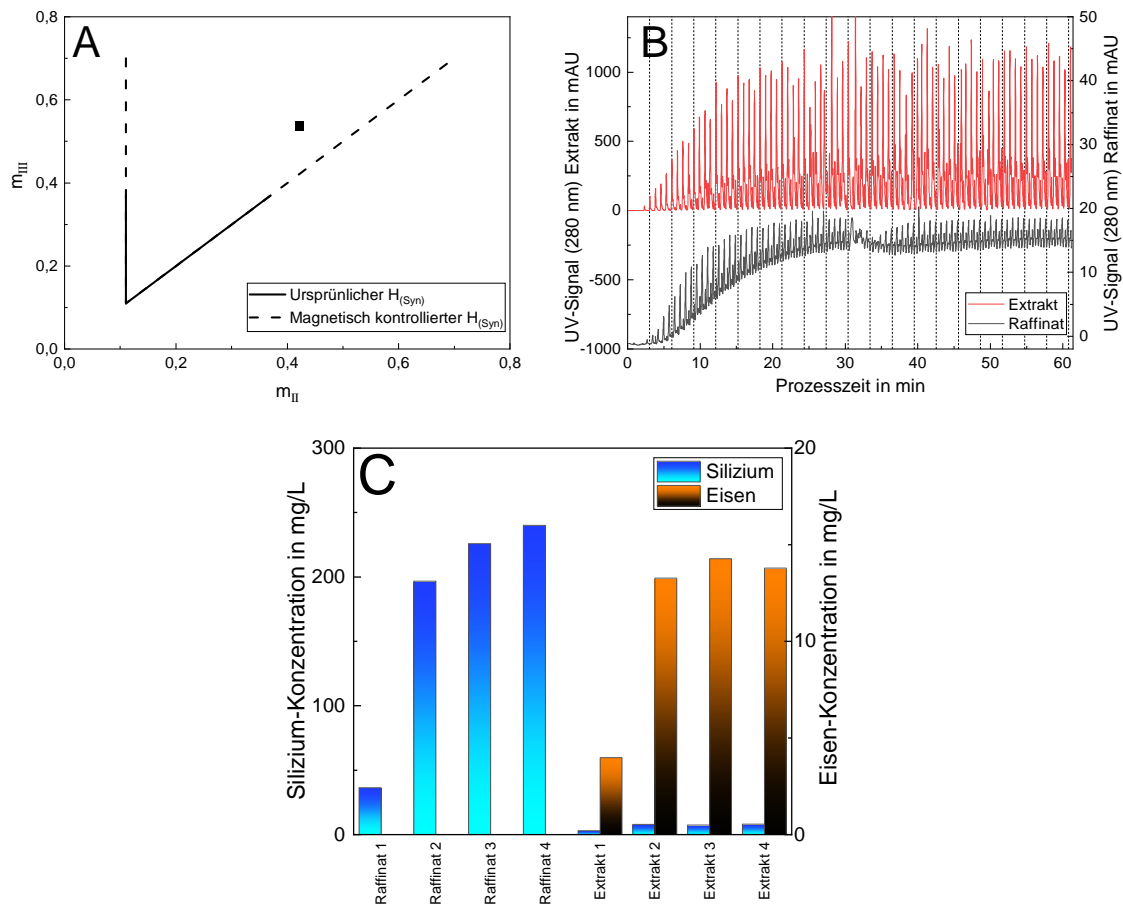 A
0,8
0,6
0,4
0,2
0,0
m_III
Ursprünlicher H(Syn)
Magnetisch kontrollierter H(Syn)
0,0 0,2 0,4 0,6 0,8
m_II
B
UV-Signal (280 nm) Extrakt in mAU
1000
500
0
-500
-1000
50
40
30
20
10
0
UV-Signal (280 nm) Raffinat in mAU
Extrakt
Raffinat
0 10 20 30 40 50 60
Prozesszeit in min
C
Silizium-Konzentration in mg/L
300
200
100
0
Silizium
Eisen
20
10
0
Eisen-Konzentration in mg/L
Raffinat 1
Raffinat 2
Raffinat 3
Raffinat 4
Extrakt 1
Extrakt 2
Extrakt 3
Extrakt 4